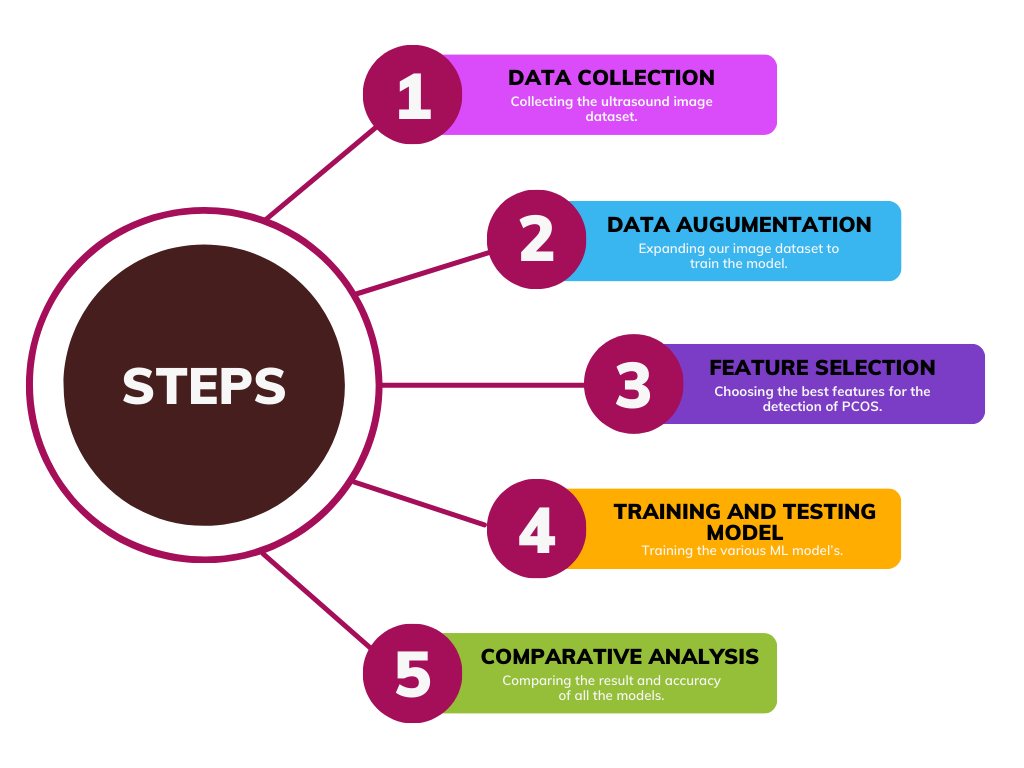 STEPS
1
DATA COLLECTION
Collecting the ultrasound image
dataset.
2
DATA AUGUMENTATION
Expanding our image dataset to
train the model.
3
FEATURE SELECTION
Choosing the best features for the
detection of PCOS.
4
TRAINING AND TESTING
MODEL
Training the various ML model's.
5
COMPARATIVE ANALYSIS
Comparing the result and accuracy
of all the models.